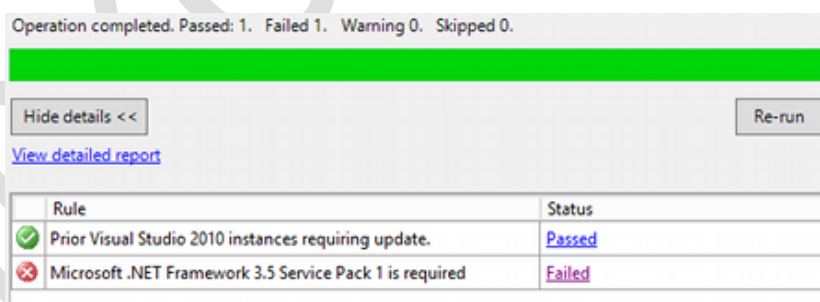 Operation completed. Passed: 1. Failed 1. Warning 0. Skipped 0.
Hide details << Re-run
View detailed report
Rule Status
Prior Visual Studio 2010 instances requiring update. Passed
Microsoft .NET Framework 3.5 Service Pack 1 is required Failed